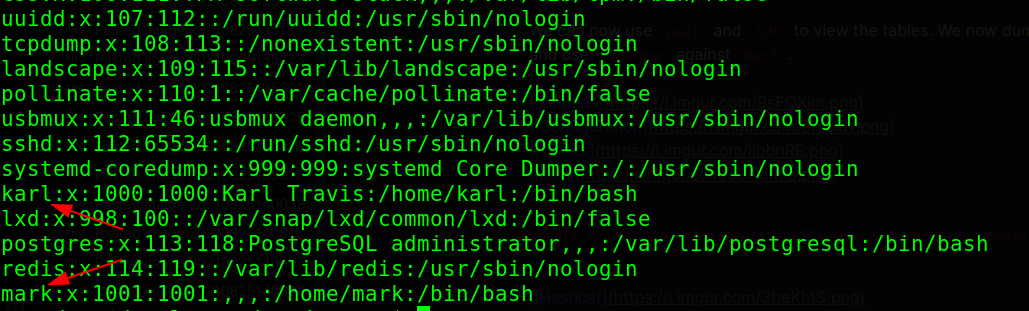 uuidd:x:107:112::/run/uuidd:/usr/sbin/nologin
tcpdump:x:108:113::/nonexistent:/usr/sbin/nologin
landscape:x:109:115::/var/lib/landscape:/usr/sbin/nologin
pollinate:x:110:1::/var/cache/pollinate:/bin/false
usbmux:x:111:46:usbmux daemon,,,:/var/lib/usbmux:/usr/sbin/nologin
sshd:x:112:65534::/run/sshd:/usr/sbin/nologin
systemd-coredump:x:999:999:systemd Core Dumper:/:/usr/sbin/nologin
karl:x:1000:1000:Karl Travis:/home/karl:/bin/bash
lxd:x:998:100::/var/snap/lxd/common/lxd:/bin/false
postgres:x:113:118:PostgreSQL administrator,,,:/var/lib/postgresql:/bin/bash
redis:x:114:119::/var/lib/redis:/usr/sbin/nologin
mark:x:1001:1001:,,,:/home/mark:/bin/bash